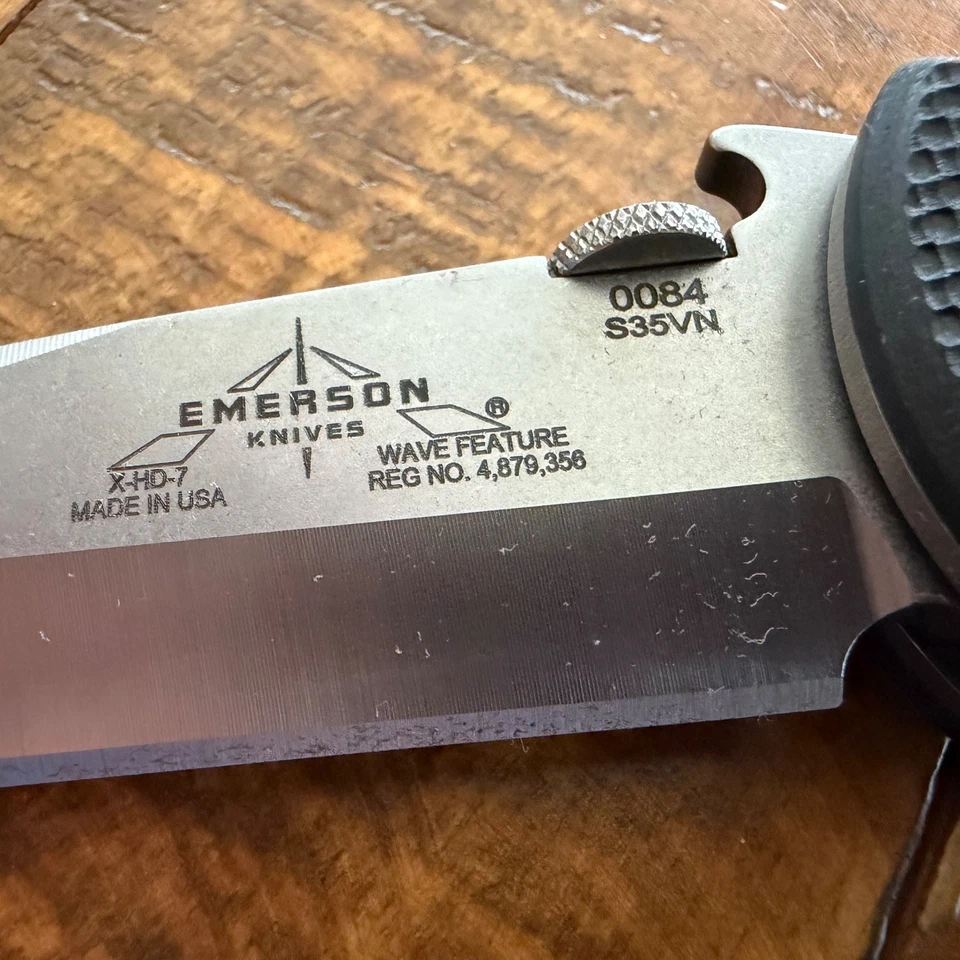 0084
S35VN
EMERSON
KNIVES
®
WAVE FEATURE
REG NO. 4,879,356
X-HD-7
MADE IN USA